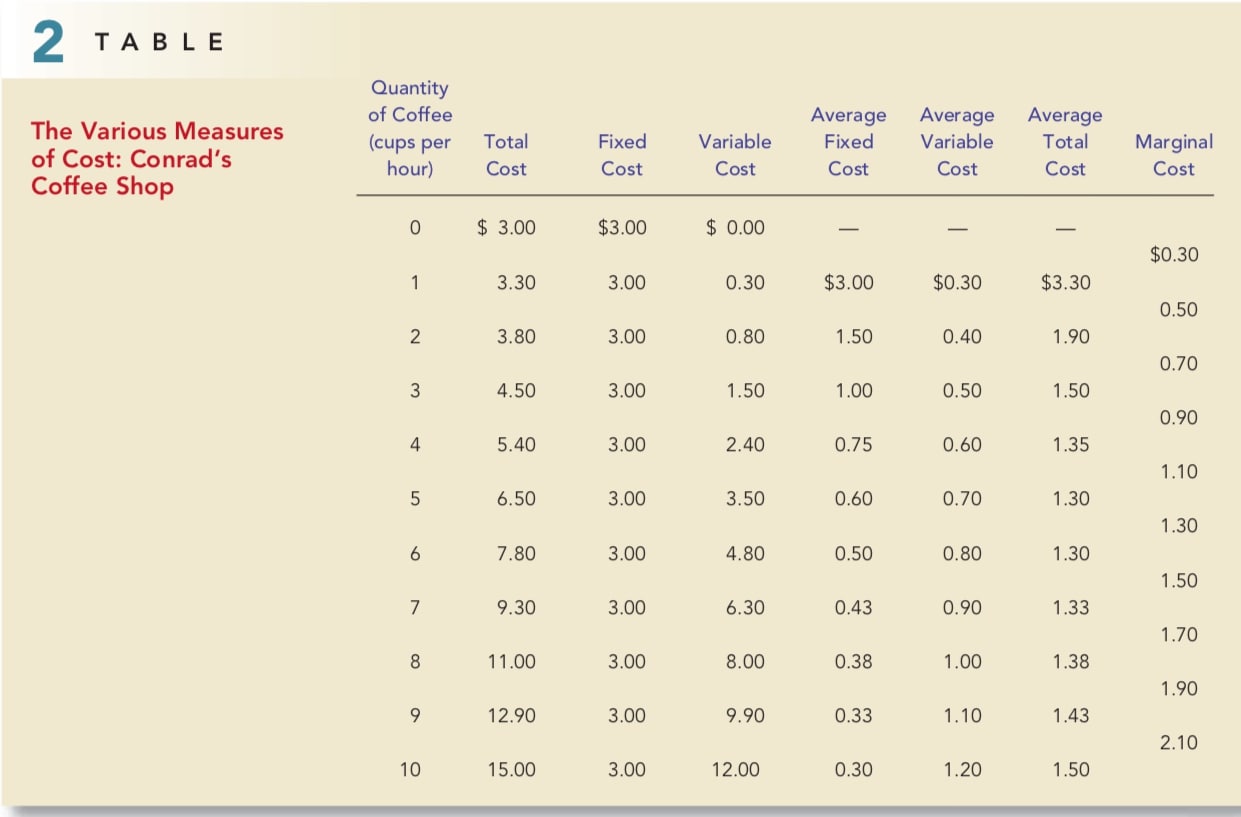 2 TABLE
The Various Measures
of Cost: Conrad's
Coffee Shop
Quantity
of Coffee Average Average Average
(cups per Total Fixed Variable Fixed Variable Total Marginal
hour) Cost Cost Cost Cost Cost Cost Cost
0 $ 3.00 $3.00 $ 0.00 — — —
$0.30
1 3.30 3.00 0.30 $3.00 $0.30 $3.30
0.50
2 3.80 3.00 0.80 1.50 0.40 1.90
0.70
3 4.50 3.00 1.50 1.00 0.50 1.50
0.90
4 5.40 3.00 2.40 0.75 0.60 1.35
1.10
5 6.50 3.00 3.50 0.60 0.70 1.30
1.30
6 7.80 3.00 4.80 0.50 0.80 1.30
1.50
7 9.30 3.00 6.30 0.43 0.90 1.33
1.70
8 11.00 3.00 8.00 0.38 1.00 1.38
1.90
9 12.90 3.00 9.90 0.33 1.10 1.43
2.10
10 15.00 3.00 12.00 0.30 1.20 1.50